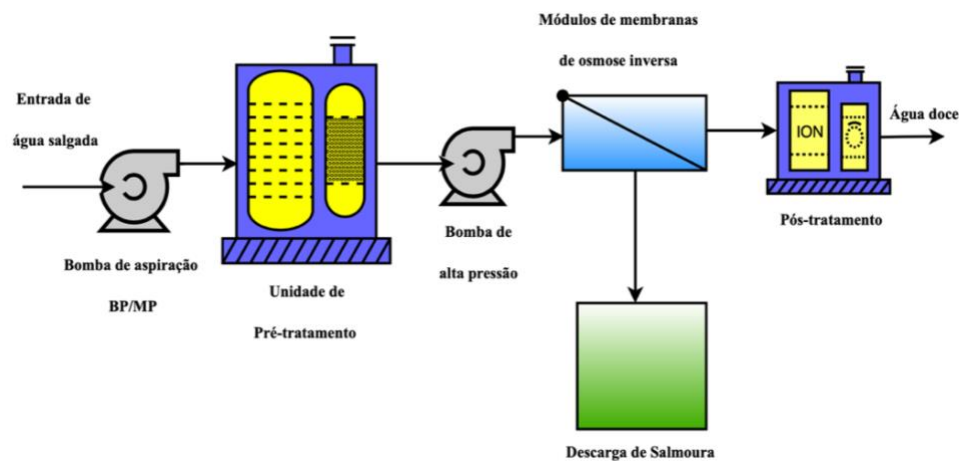 Módulos de membranas
de osmose inversa
Entrada de
água salgada
Água doce
ION
Bomba de aspiração
BP/MP
Unidade de
Pré-tratamento
Bomba de
alta pressão
Pós-tratamento
Descarga de Salmoura